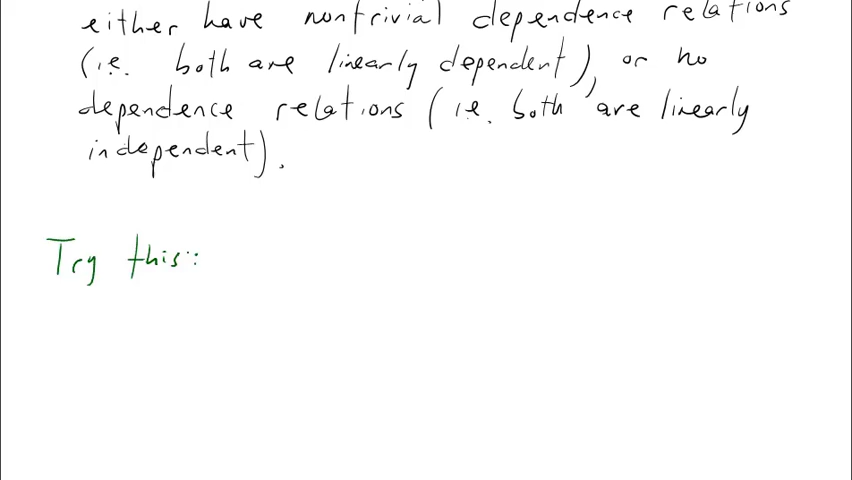 either have nontrivial dependence relations
(i.e. both are linearly dependent), or no
dependence relations (i.e. both are linearly
independent).
Try this: